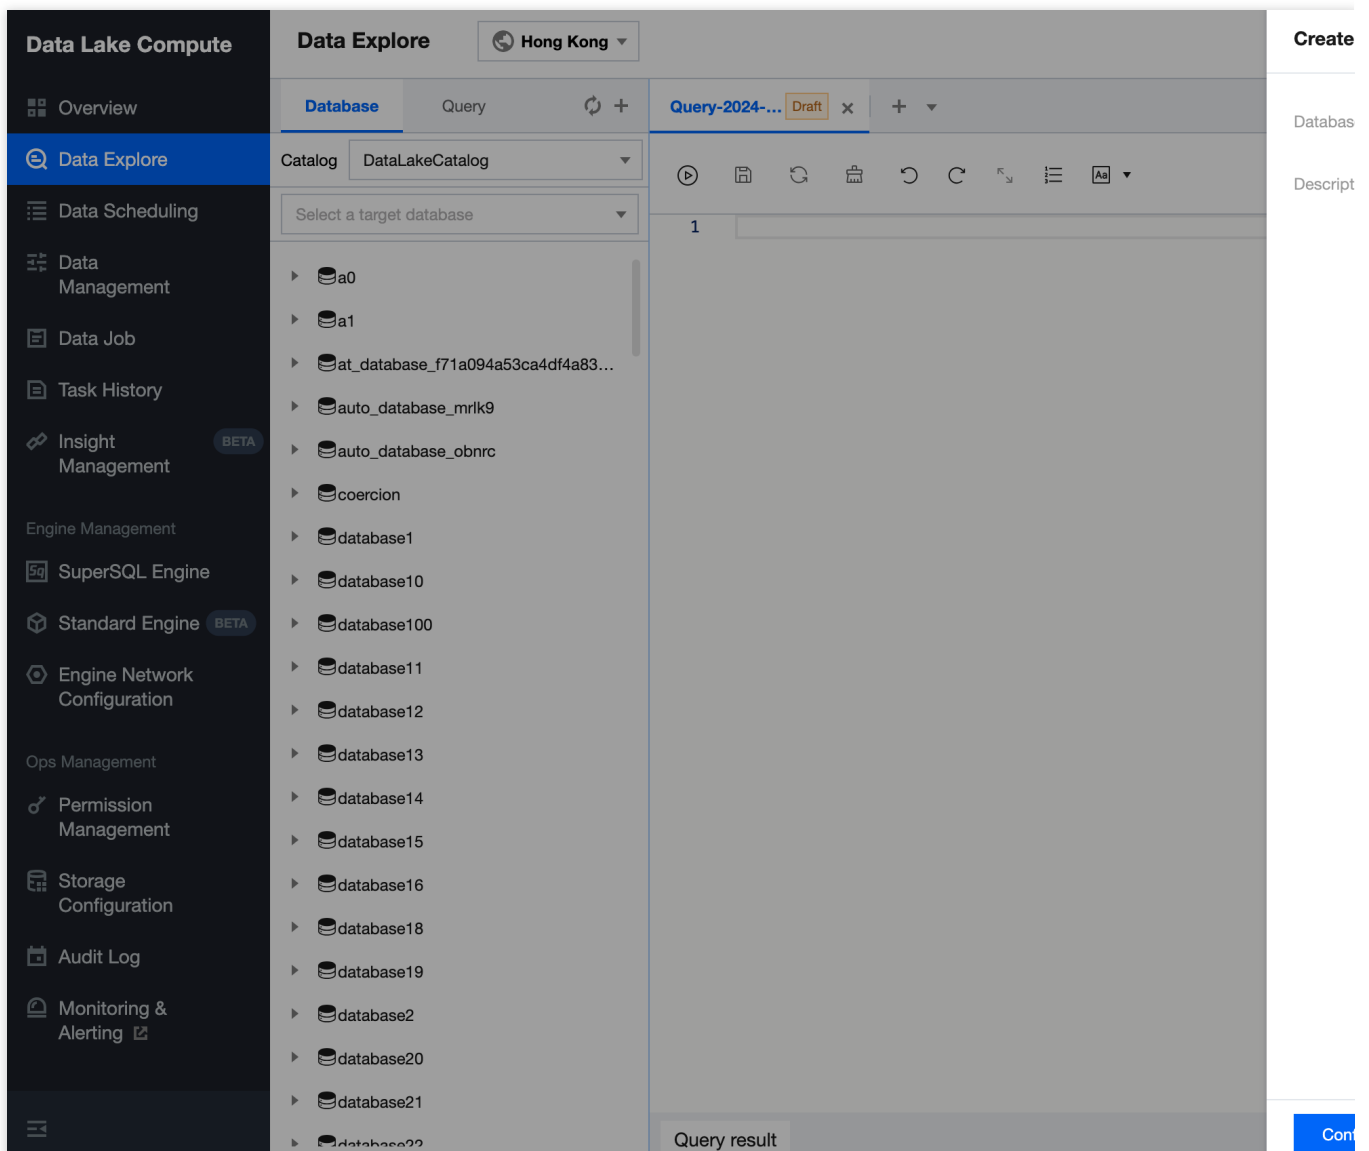 Data Lake Compute
Overview
Data Explore
Data Scheduling
Data
Management
Data Job
Task History
Insight
Management
BETA
Engine Management
SuperSQL Engine
Standard Engine BETA
Engine Network
Configuration
Ops Management
Permission
Management
Storage
Configuration
Audit Log
Monitoring &
Alerting
Data Explore
Hong Kong
Database
Query
Catalog
DataLakeCatalog
Select a target database
a0
a1
at_database_f71a094a53ca4df4a83...
auto_database_mrlk9
auto_database_obnrc
coercion
database1
database10
database100
database11
database12
database13
database14
database15
database16
database18
database19
database2
database20
database21
database22
Query-2024-... Draft
Aa
1
Query result
Create
Databas
Descript
Conf